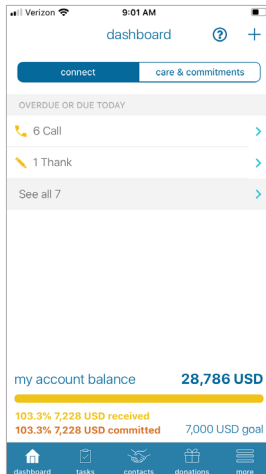 Verizon 9:01 AM
dashboard ? +
connect care & commitments
OVERDUE OR DUE TODAY
6 Call
1 Thank
See all 7
my account balance 28,786 USD
103.3% 7,228 USD received
103.3% 7,228 USD committed 7,000 USD goal
dashboard tasks contacts donations more